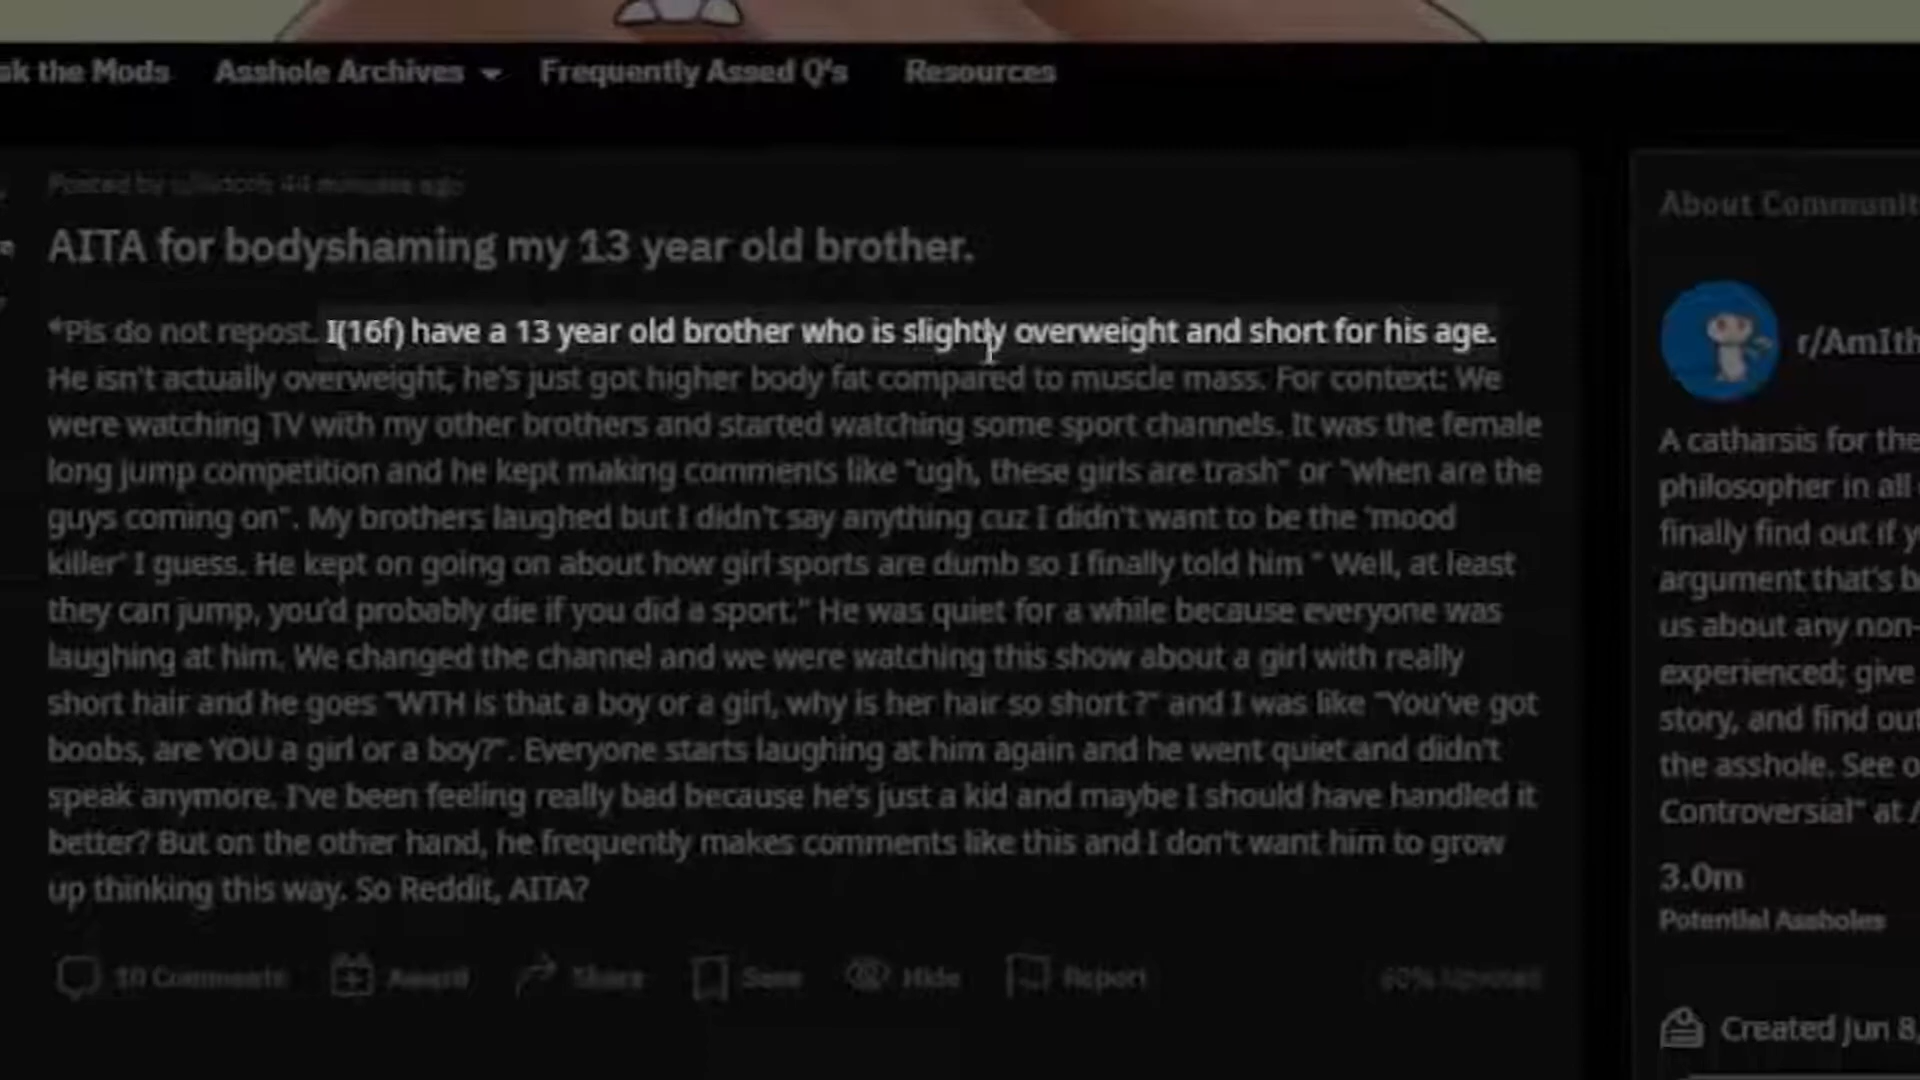 sk the Mods Asshole Archives Frequently Assed Q's Resources
Posted by 44 minutes ago
AITA for bodyshaming my 13 year old brother.
*Pls do not repost. I(16f) have a 13 year old brother who is slightly overweight and short for his age.
He isn't actually overweight, he's just got higher body fat compared to muscle mass. For context: We
were watching TV with my other brothers and started watching some sport channels. It was the female
long jump competition and he kept making comments like "ugh, these girls are trash" or "when are the
guys coming on". My brothers laughed but I didn't say anything cuz I didn't want to be the 'mood
killer' I guess. He kept on going on about how girl sports are dumb so I finally told him " Well, at least
they can jump, you'd probably die if you did a sport." He was quiet for a while because everyone was
laughing at him. We changed the channel and we were watching this show about a girl with really
short hair and he goes "WTH is that a boy or a girl, why is her hair so short ?" and I was like "You've got
boobs, are YOU a girl or a boy?". Everyone starts laughing at him again and he went quiet and didn't
speak anymore. I've been feeling really bad because he's just a kid and maybe I should have handled it
better? But on the other hand, he frequently makes comments like this and I don't want him to grow
up thinking this way. So Reddit, AITA?
10 Comments Award Share Save Hide Report 60% Upvoted
About Communit
r/AmIth
A catharsis for the
philosopher in all
finally find out if y
argument that's b
us about any non-
experienced; give
story, and find out
the asshole. See o
Controversial" at /
3.0m
Potential Assholes
Created Jun 8,